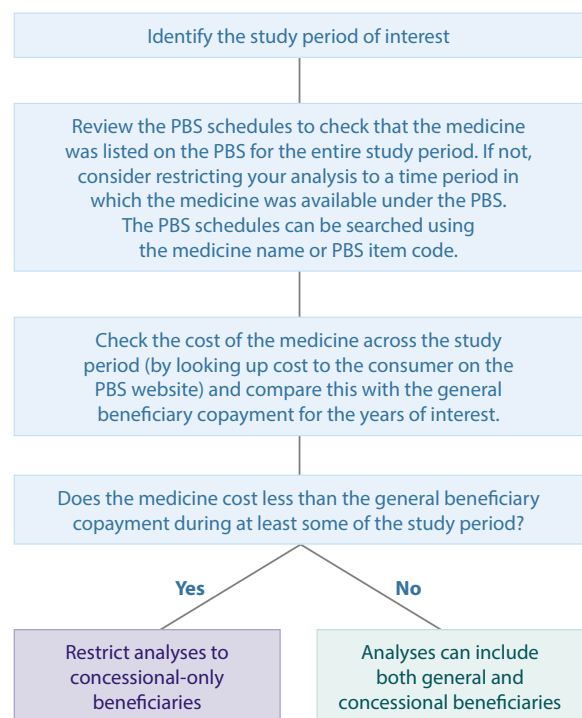 Identify the study period of interest
Review the PBS schedules to check that the medicine
was listed on the PBS for the entire study period. If not,
consider restricting your analysis to a time period in
which the medicine was available under the PBS.
The PBS schedules can be searched using
the medicine name or PBS item code.
Check the cost of the medicine across the study
period (by looking up cost to the consumer on the
PBS website) and compare this with the general
beneficiary copayment for the years of interest.
Does the medicine cost less than the general beneficiary
copayment during at least some of the study period?
Yes
No
Restrict analyses to
concessional-only
beneficiaries
Analyses can include
both general and
concessional beneficiaries